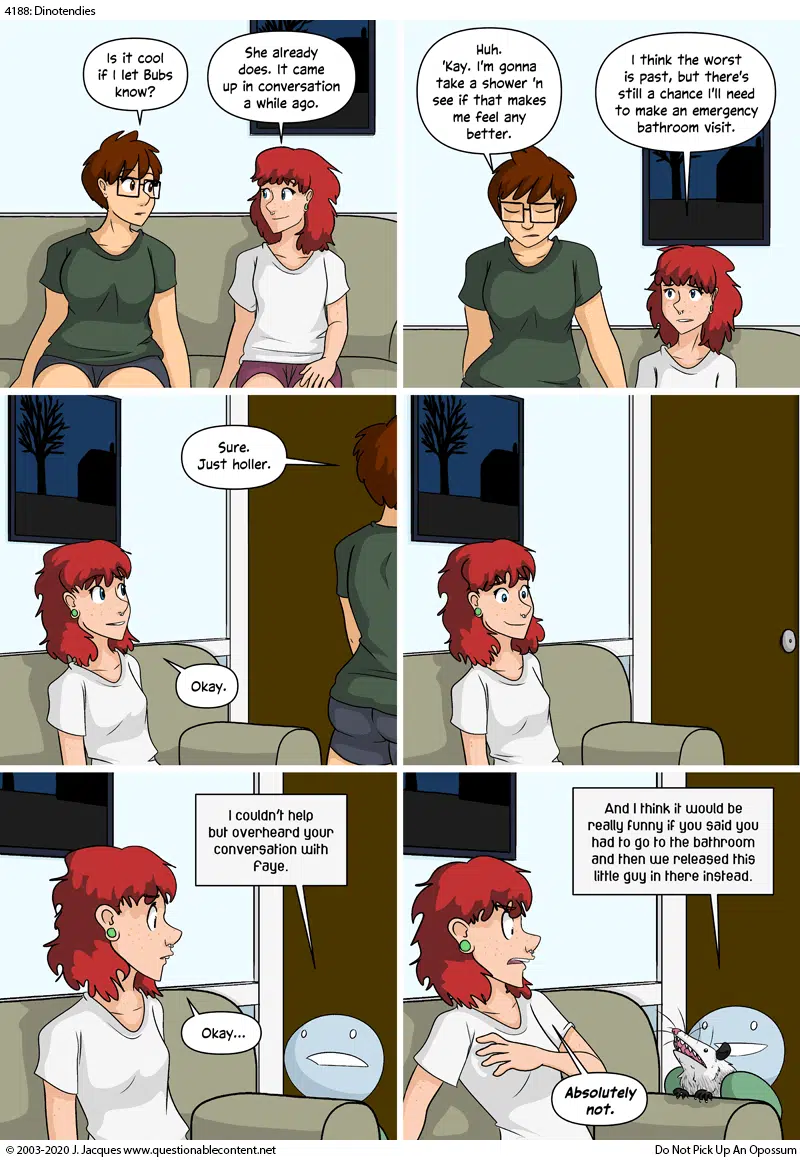 4188: Dinotendies
Is it cool
if I let Bubs
know?
She already
does. It came
up in conversation
a while ago.
Huh.
'Kay. I'm gonna
take a shower 'n
see if that makes
me feel any
better.
I think the worst
is past, but there's
still a chance I'll need
to make an emergency
bathroom visit.
Sure.
Just holler.
Okay.
I couldn't help
but overheard your
conversation with
Faye.
Okay...
And I think it would be
really funny if you said you
had to go to the bathroom
and then we released this
little guy in there instead.
Absolutely
not.
© 2003-2020 J. Jacques www.questionablecontent.net
Do Not Pick Up An Opossum